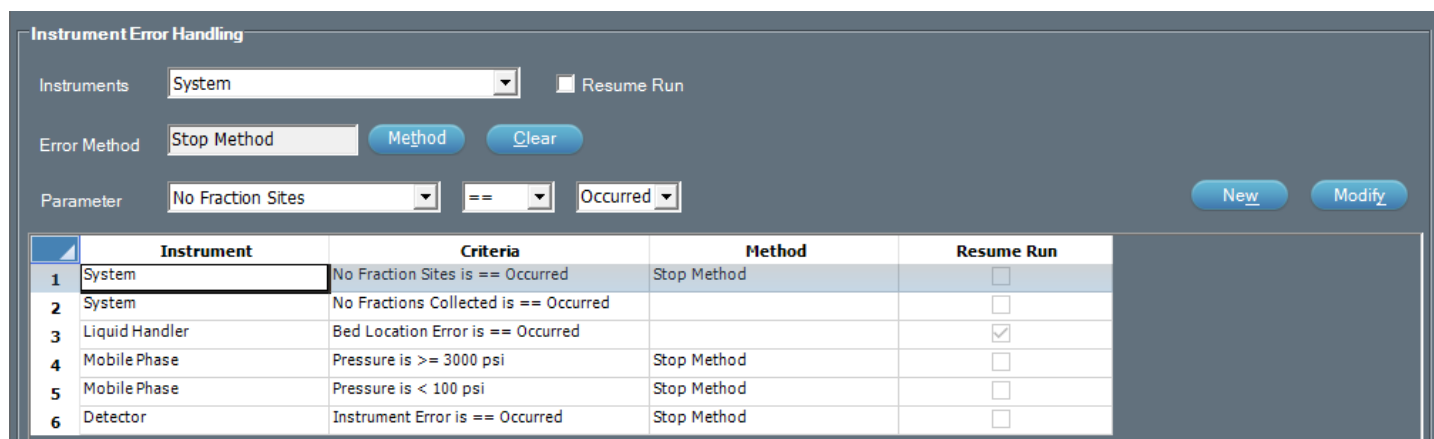 Instrument Error Handling
Instruments System Resume Run
Error Method Stop Method Method Clear
Parameter No Fraction Sites == Occurred New Modify
Instrument Criteria Method Resume Run
1 System No Fraction Sites is == Occurred Stop Method
2 System No Fractions Collected is == Occurred
3 Liquid Handler Bed Location Error is == Occurred
4 Mobile Phase Pressure is >= 3000 psi Stop Method
5 Mobile Phase Pressure is < 100 psi Stop Method
6 Detector Instrument Error is == Occurred Stop Method